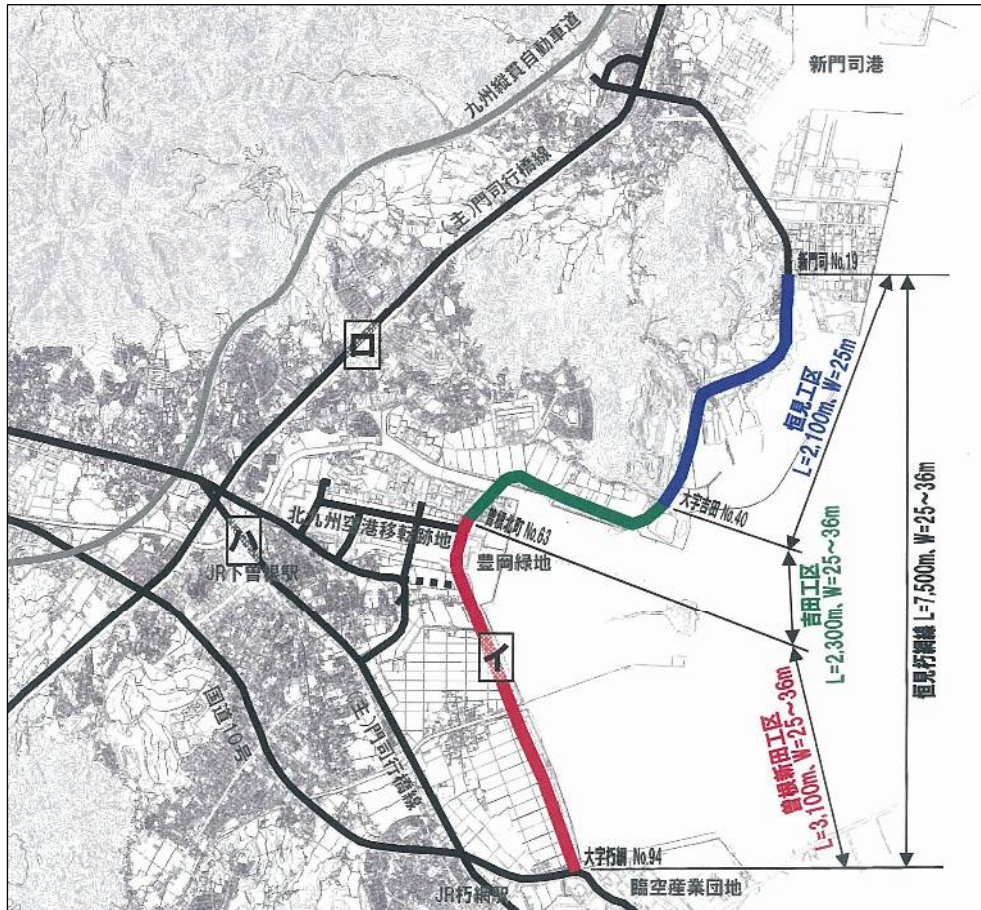 新門司港
九州縦貫自動車道
(主)門司行橋線
新門司 No.19
ロ
恒見工区
L=2,100m、W=25m
大字吉田 No.40
曽根北町 No.63
北九州空港移転跡地
ハ
JR下曽根駅
豊岡緑地
吉田工区
L=2,300m、W=25～36m
恒見朽網線 L=7,500m、W=25～36m
イ
曽根新田工区
L=3,100m、W=25～36m
国道10号
(主)門司行橋線
大字朽網 No.94
JR朽網駅
臨空産業団地